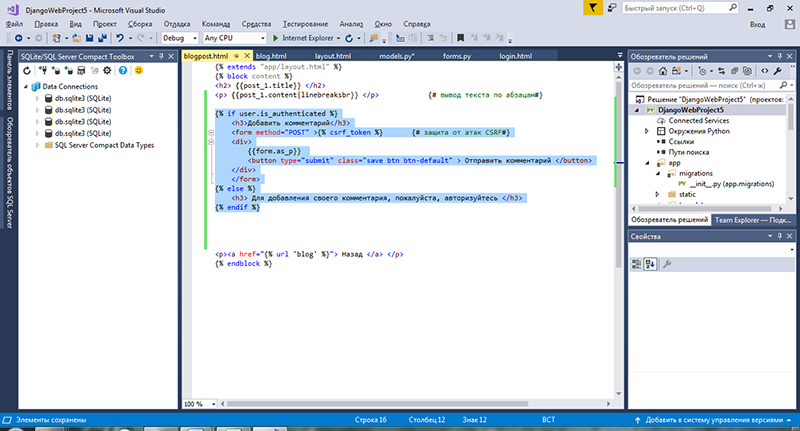 DjangoWebProject5 - Microsoft Visual Studio
Быстрый запуск (Ctrl+Q)
Файл Правка Вид Проект Сборка Отладка Команда Средства Тестирование Анализ Окно Справка
Вход
Debug Any CPU Internet Explorer
Панель элементов
Обозреватель объектов SQL Server
SQLite/SQL Server Compact Toolbox
Data Connections
db.sqlite3 (SQLite)
db.sqlite3 (SQLite)
db.sqlite3 (SQLite)
db.sqlite3 (SQLite)
SQL Server Compact Data Types
blogpost.html blog.html layout.html models.py* forms.py login.html
{% extends "app/layout.html" %}
{% block content %}
<h2> {{post_1.title}} </h2>
<p> {{post_1.content|linebreaksbr}} </p> {# вывод текста по абзацам#}
{% if user.is_authenticated %}
<h3>Добавить комментарий</h3>
<form method="POST" >{% csrf_token %} {# защита от атак CSRF#}
<div>
{{form.as_p}}
<button type="submit" class="save btn btn-default" > Отправить комментарий </button>
</div>
</form>
{% else %}
<h3> Для добавления своего комментария, пожалуйста, авторизуйтесь </h3>
{% endif %}
<p><a href="{% url 'blog' %}"> Назад </a> </p>
{% endblock %}
100 %
Обозреватель решений
Обозреватель решений — поиск (Ctrl+ж)
Решение "DjangoWebProject5" (проектов:
DjangoWebProject5
Connected Services
Окружения Python
Ссылки
Пути поиска
app
migrations
__init__.py (app.migrations)
static
Обозреватель решений Team Explorer — Подк...
Свойства
Элементы сохранены Строка 16 Столбец 12 Знак 12 ВСТ Добавить в систему управления версиями